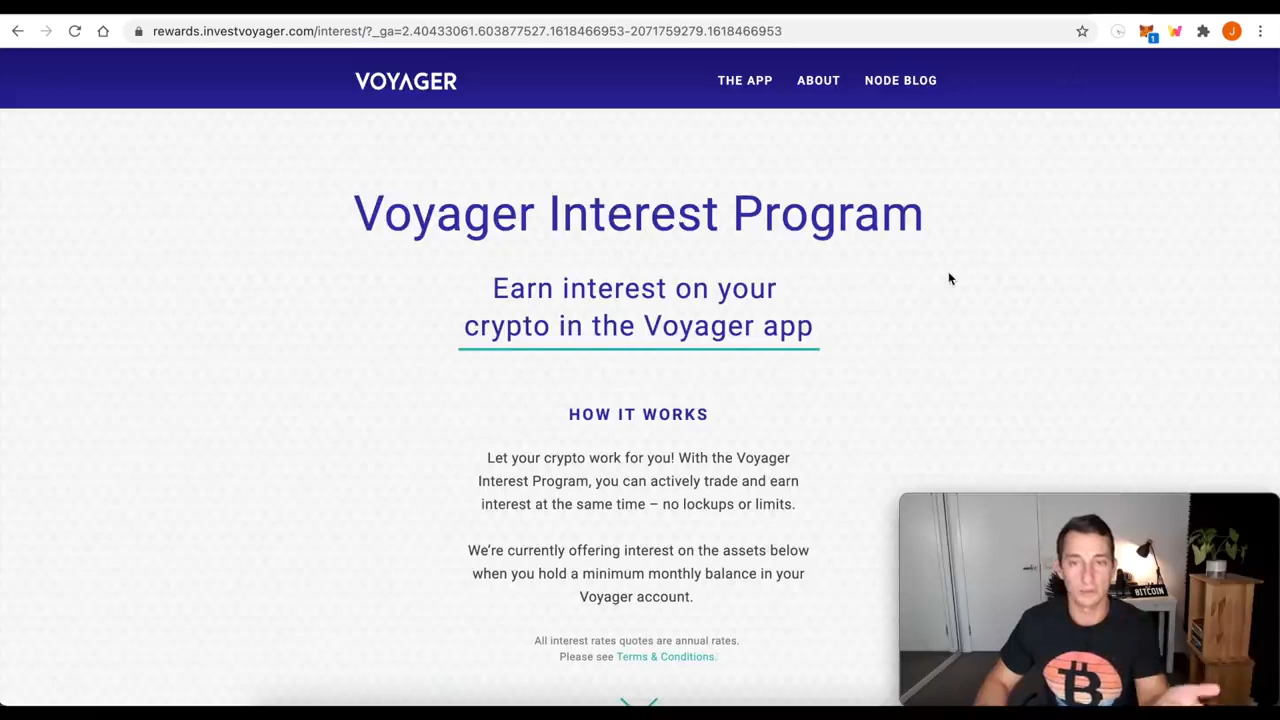 rewards.investvoyager.com/interest/?_ga=2.40433061.603877527.1618466953-2071759279.1618466953
1
J
VOYAGER
THE APP
ABOUT
NODE BLOG
Voyager Interest Program
Earn interest on your
crypto in the Voyager app
HOW IT WORKS
Let your crypto work for you! With the Voyager
Interest Program, you can actively trade and earn
interest at the same time – no lockups or limits.
We’re currently offering interest on the assets below
when you hold a minimum monthly balance in your
Voyager account.
All interest rates quotes are annual rates.
Please see Terms & Conditions.
BITCOIN